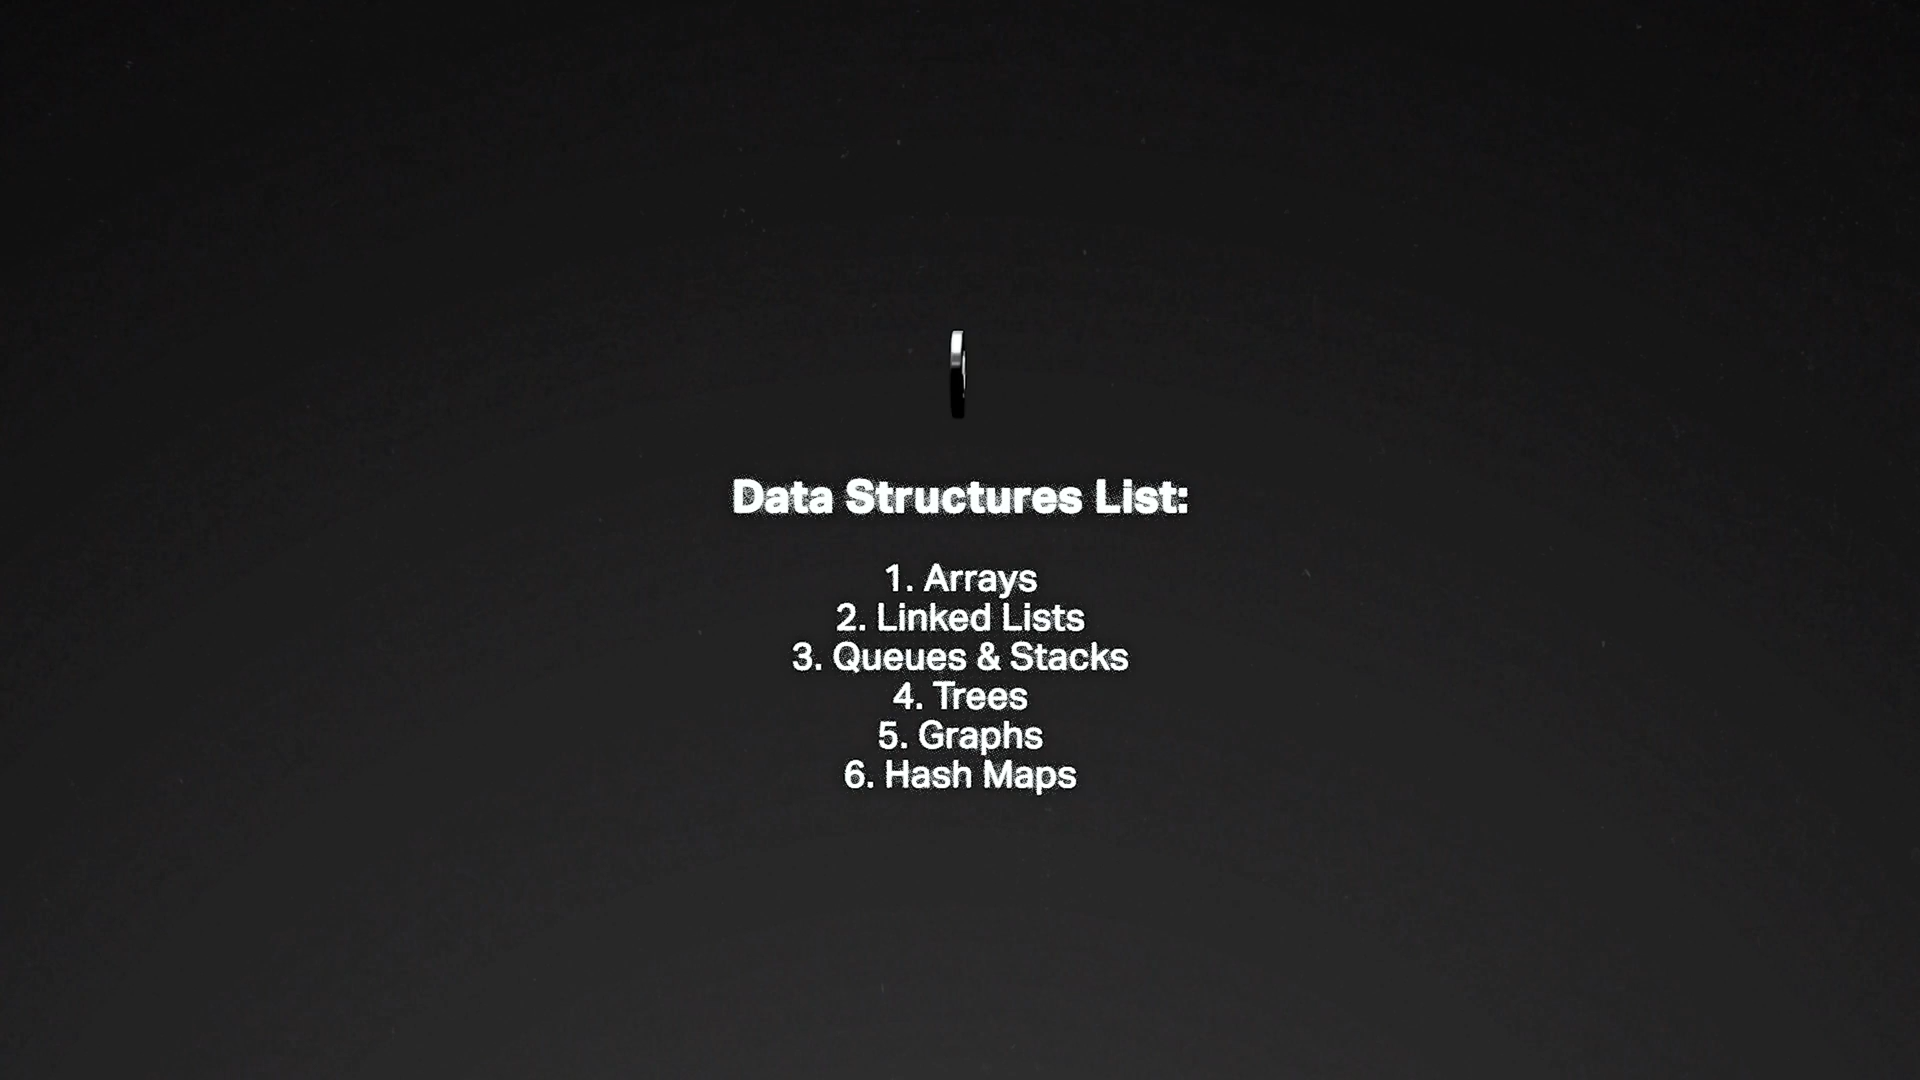 Data Structures List:
1. Arrays
2. Linked Lists
3. Queues & Stacks
4. Trees
5. Graphs
6. Hash Maps